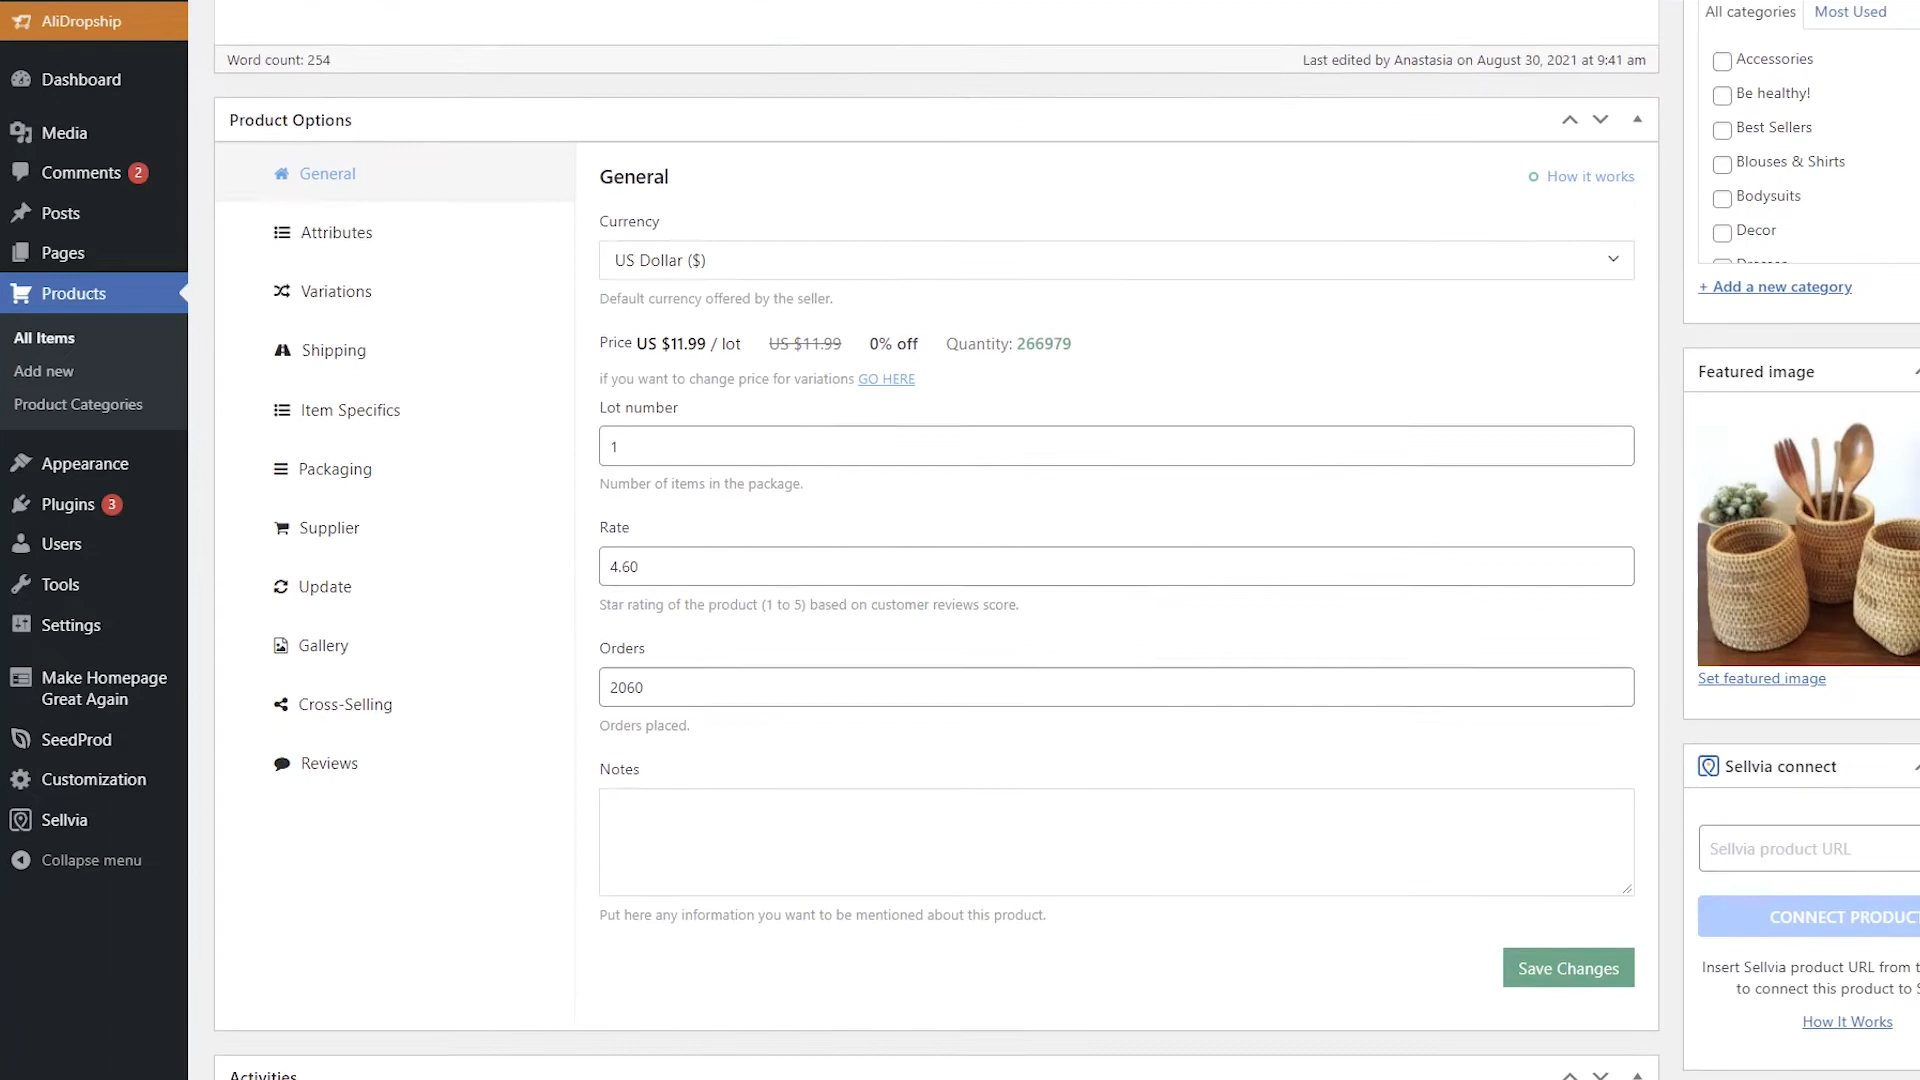 AliDropship
Dashboard
Media
Comments 2
Posts
Pages
Products
All Items
Add new
Product Categories
Appearance
Plugins 3
Users
Tools
Settings
Make Homepage
Great Again
SeedProd
Customization
Sellvia
Collapse menu
Word count: 254
Last edited by Anastasia on August 30, 2021 at 9:41 am
Product Options
General
Attributes
Variations
Shipping
Item Specifics
Packaging
Supplier
Update
Gallery
Cross-Selling
Reviews
General
How it works
Currency
US Dollar ($)
Default currency offered by the seller.
Price US $11.99 / lot US $11.99 0% off Quantity: 266979
if you want to change price for variations GO HERE
Lot number
1
Number of items in the package.
Rate
4.60
Star rating of the product (1 to 5) based on customer reviews score.
Orders
2060
Orders placed.
Notes
Put here any information you want to be mentioned about this product.
Save Changes
Activities
All categories Most Used
Accessories
Be healthy!
Best Sellers
Blouses & Shirts
Bodysuits
Decor
+ Add a new category
Featured image
Set featured image
Sellvia connect
Sellvia product URL
CONNECT PRODUCT
Insert Sellvia product URL from
to connect this product to
How It Works